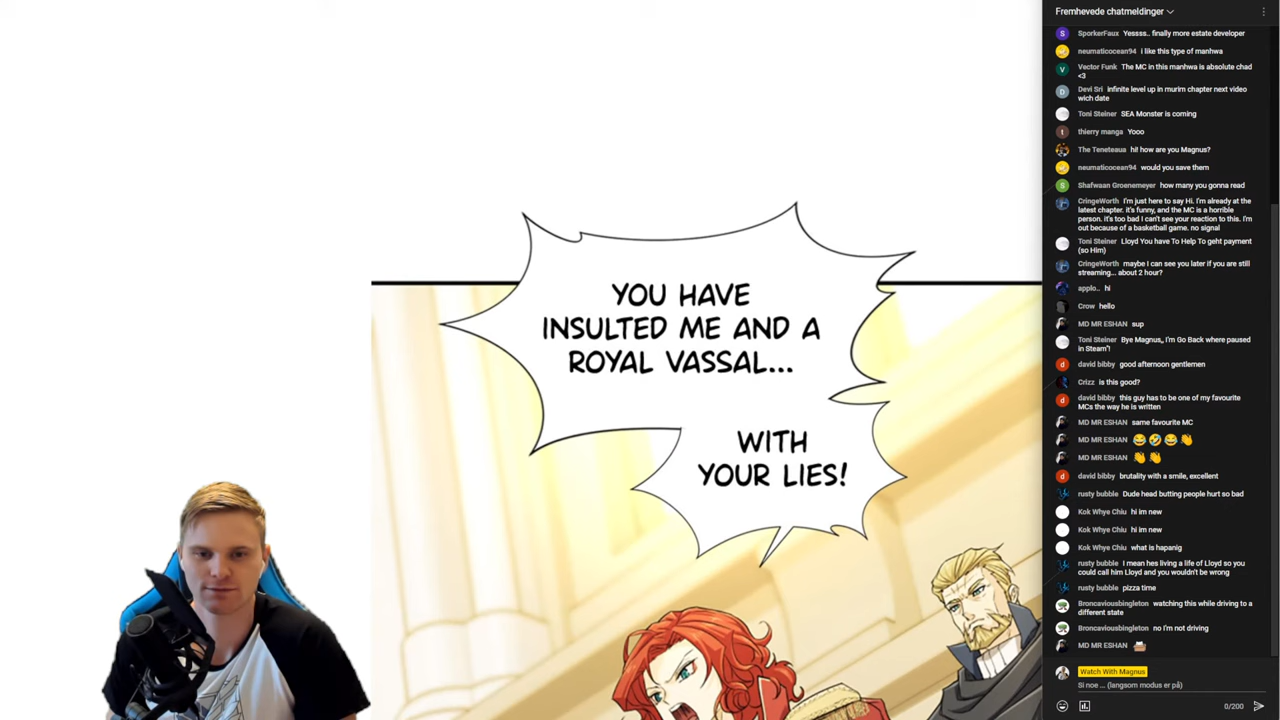 YOU HAVE
INSULTED ME AND A
ROYAL VASSAL...
WITH
YOUR LIES!
Fremhevede chatmeldinger
S SporkerFaux Yessss.. finally more estate developer
neumaticocean94 i like this type of manhwa
V Vector Funk The MC in this manhwa is absolute chad
<3
D Devi Sri infinite level up in murim chapter next video
wich date
Toni Steiner SEA Monster is coming
t thierry manga Yooo
The Teneteaua hi! how are you Magnus?
neumaticocean94 would you save them
S Shafwaan Groenemeyer how many you gonna read
CringeWorth I'm just here to say Hi. I'm already at the
latest chapter. it's funny, and the MC is a horrible
person. it's too bad I can't see your reaction to this. I'm
out because of a basketball game. no signal
Toni Steiner Lloyd You have To Help To geht payment
(so Him)
CringeWorth maybe I can see you later if you are still
streaming... about 2 hour?
applo.. hi
Crow hello
MD MR ESHAN sup
Toni Steiner Bye Magnus,, I'm Go Back where paused
in Steam"!
d david bibby good afternoon gentlemen
Crizz is this good?
d david bibby this guy has to be one of my favourite
MCs the way he is written
MD MR ESHAN same favourite MC
MD MR ESHAN 😂🤣😂👏
MD MR ESHAN 👏👏
d david bibby brutality with a smile, excellent
rusty bubble Dude head butting people hurt so bad
Kok Whye Chiu hi im new
Kok Whye Chiu hi im new
Kok Whye Chiu what is hapanig
rusty bubble I mean hes living a life of Lloyd so you
could call him Lloyd and you wouldn't be wrong
rusty bubble pizza time
Broncaviousbingleton watching this while driving to a
different state
Broncaviousbingleton no I'm not driving
MD MR ESHAN
Watch With Magnus
Si noe ... (langsom modus er på)
0/200